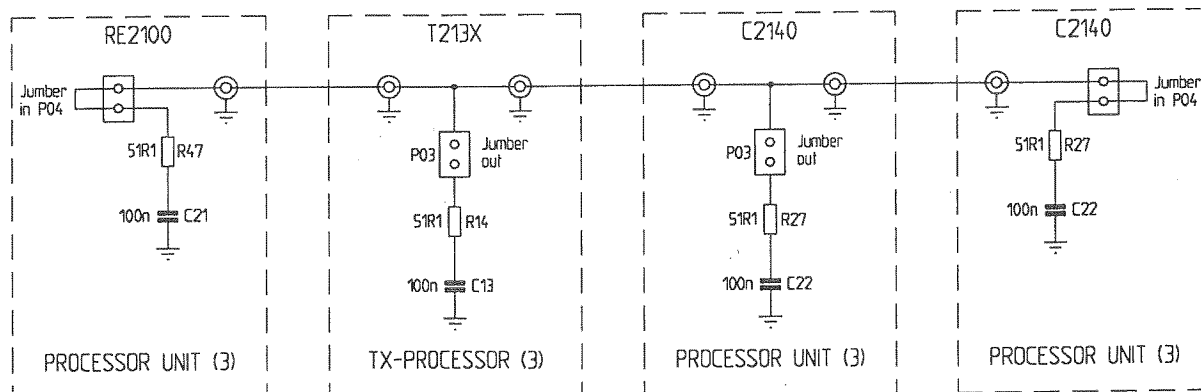 RE2100
Jumber
in P04
51R1 R47
100n C21
PROCESSOR UNIT (3)
T213X
P03
Jumber
out
51R1 R14
100n C13
TX-PROCESSOR (3)
C2140
P03
Jumber
out
51R1 R27
100n C22
PROCESSOR UNIT (3)
C2140
Jumber
in P04
51R1 R27
100n C22
PROCESSOR UNIT (3)